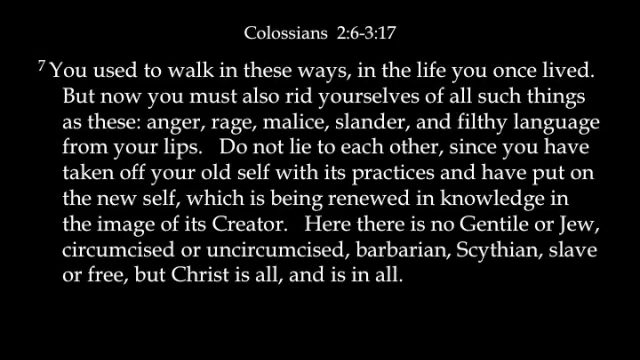 Colossians 2:6-3:17
7 You used to walk in these ways, in the life you once lived.
But now you must also rid yourselves of all such things
as these: anger, rage, malice, slander, and filthy language
from your lips. Do not lie to each other, since you have
taken off your old self with its practices and have put on
the new self, which is being renewed in knowledge in
the image of its Creator. Here there is no Gentile or Jew,
circumcised or uncircumcised, barbarian, Scythian, slave
or free, but Christ is all, and is in all.